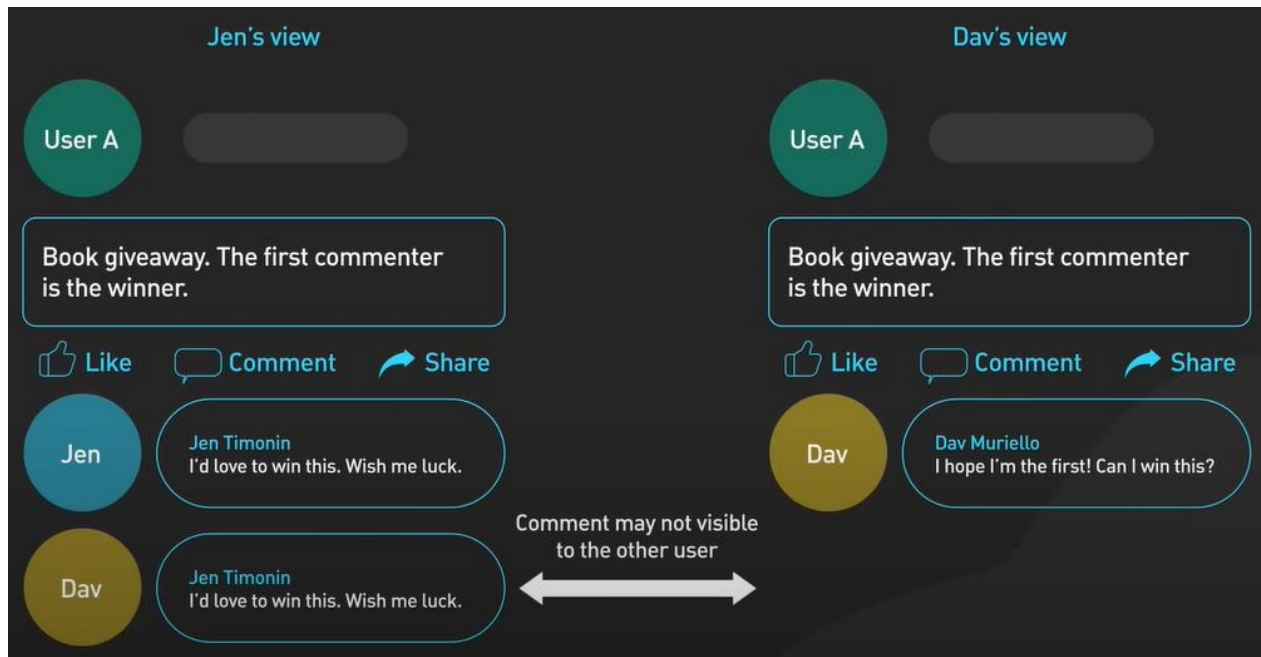 Jen's view
User A
Book giveaway. The first commenter
is the winner.
Like Comment Share
Jen
Jen Timonin
I'd love to win this. Wish me luck.
Dav
Jen Timonin
I'd love to win this. Wish me luck.
Comment may not visible
to the other user
Dav's view
User A
Book giveaway. The first commenter
is the winner.
Like Comment Share
Dav
Dav Muriello
I hope I'm the first! Can I win this?